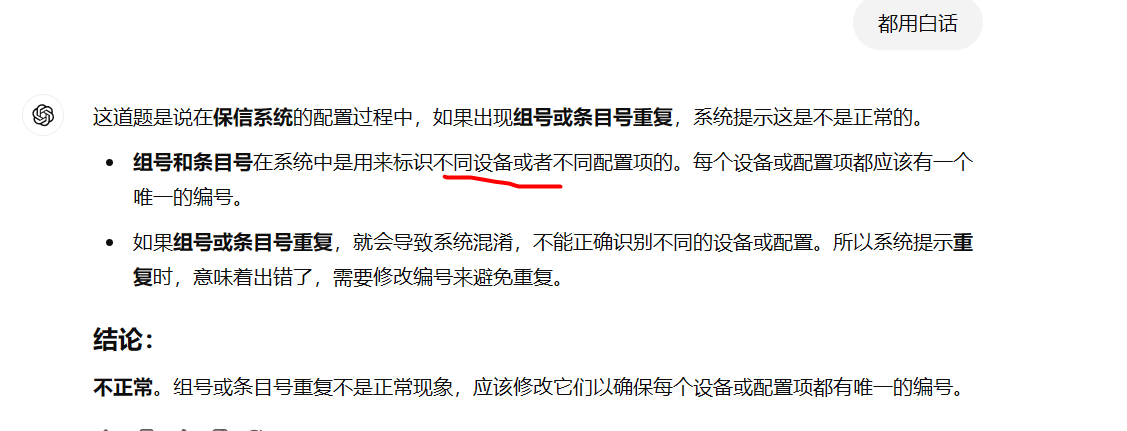 都用白话
这道题是说在保信系统的配置过程中，如果出现组号或条目号重复，系统提示这是不是正常的。
组号和条目号在系统中是用来标识不同设备或者不同配置项的。每个设备或配置项都应该有一个
唯一的编号。
如果组号或条目号重复，就会导致系统混淆，不能正确识别不同的设备或配置。所以系统提示重
复时，意味着出错了，需要修改编号来避免重复。
结论：
不正常。组号或条目号重复不是正常现象，应该修改它们以确保每个设备或配置项都有唯一的编号。